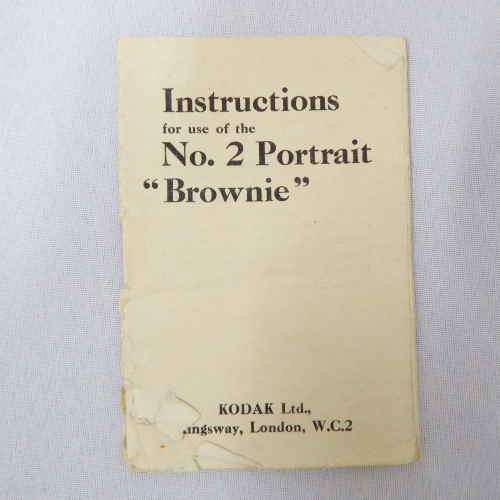 Instructions
for use of the
No. 2 Portrait
“Brownie”
KODAK Ltd.,
London, W.C.2